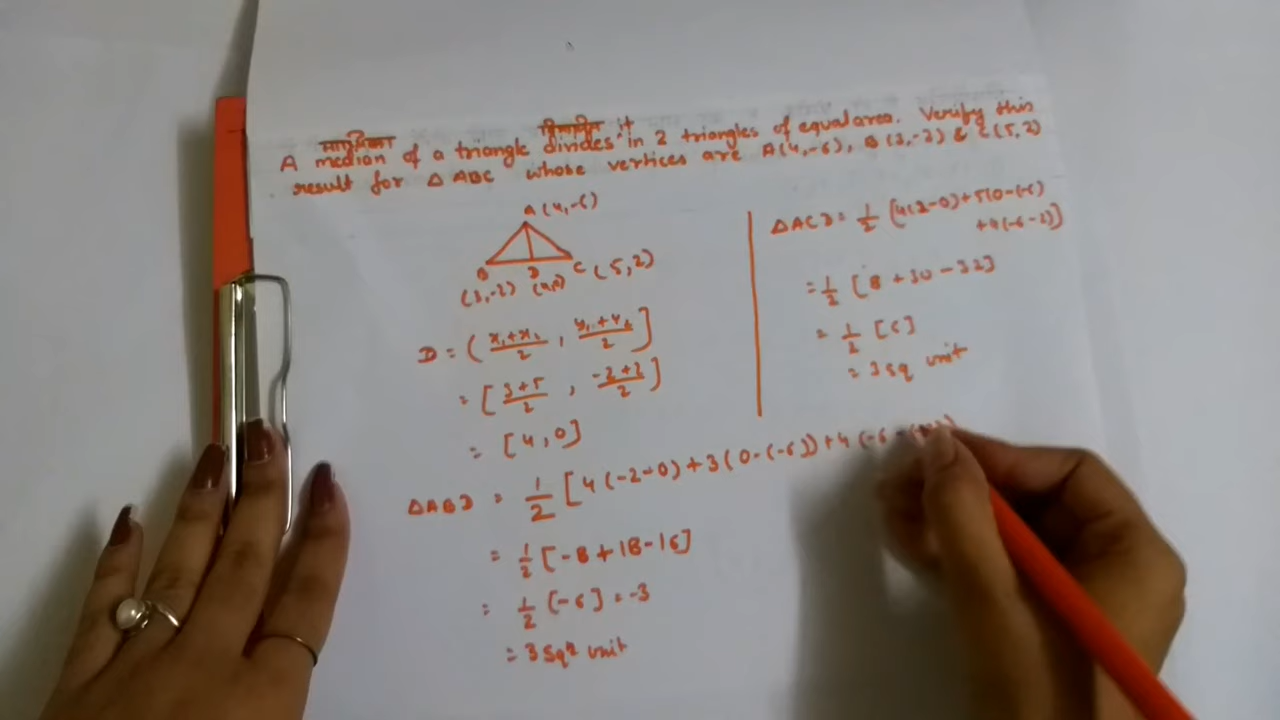 माध्यिका
विभाजित it
A median of a triangle divides in 2 triangles of equal area. Verify this
result for △ ABC whose vertices are A(4,-6), B(3,-2) & C(5,2)
A (4,-6)
B D C (5,2)
(3,-2) (4,0)
D = (x₁+x₂/2 , y₁+y₂/2]
= [3+5/2 , -2+2/2]
= [4,0]
△ABD = 1/2 [4(-2-0)+3(0-(-6))+4(-6-
= 1/2 [-8+18-16]
= 1/2 [-6] = -3
= 3 sqr unit
△ACD = 1/2 [4(2-0)+5(0-(-6)
+4(-6-2)]
= 1/2 [8+30-32]
= 1/2 [6]
= 3 sq unit